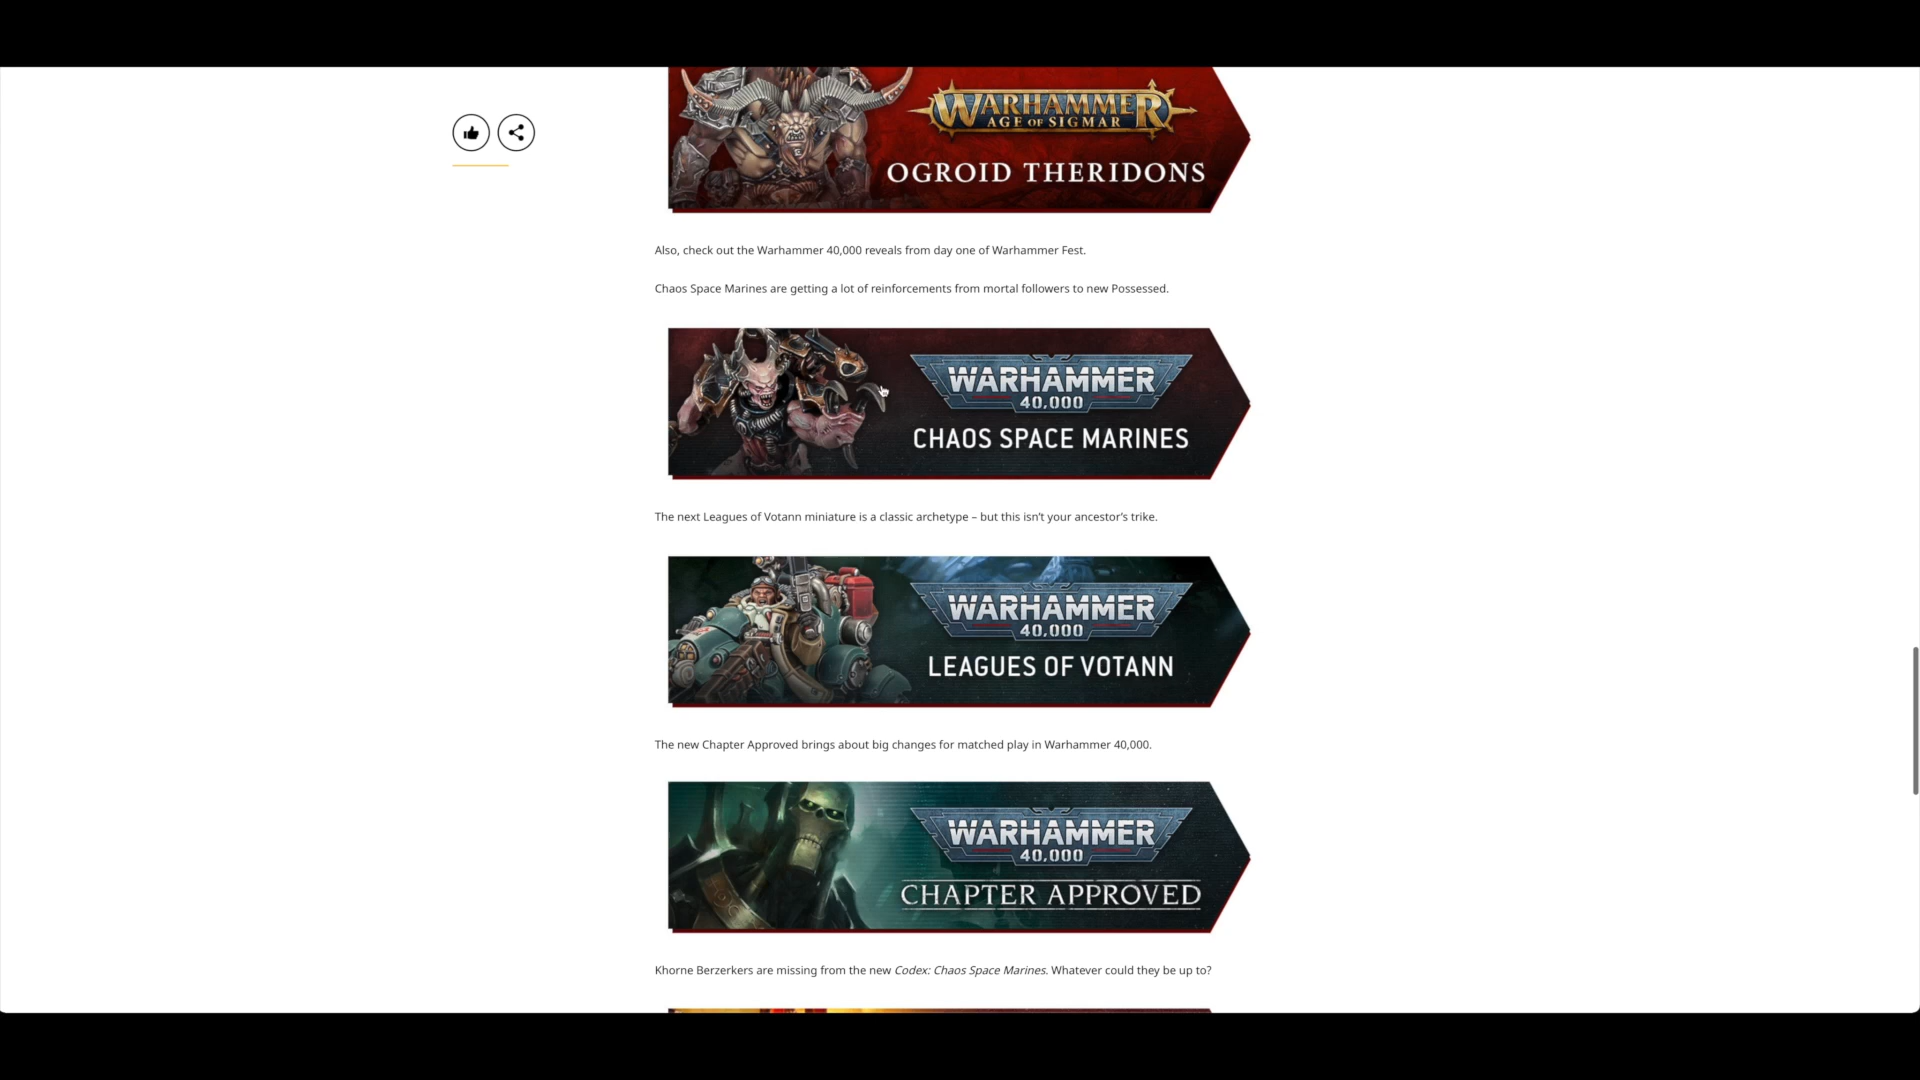 WARHAMMER
AGE OF SIGMAR
OGROID THERIDONS
Also, check out the Warhammer 40,000 reveals from day one of Warhammer Fest.
Chaos Space Marines are getting a lot of reinforcements from mortal followers to new Possessed.
WARHAMMER
40,000
CHAOS SPACE MARINES
The next Leagues of Votann miniature is a classic archetype – but this isn’t your ancestor’s trike.
WARHAMMER
40,000
LEAGUES OF VOTANN
The new Chapter Approved brings about big changes for matched play in Warhammer 40,000.
WARHAMMER
40,000
CHAPTER APPROVED
Khorne Berzerkers are missing from the new Codex: Chaos Space Marines. Whatever could they be up to?